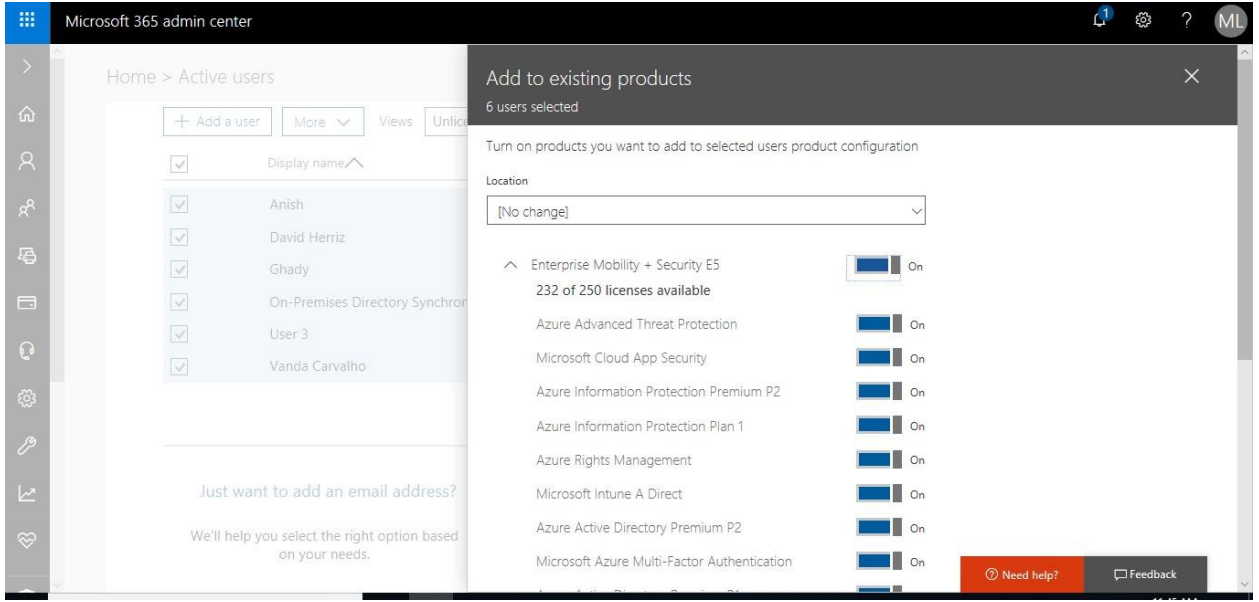 Microsoft 365 admin center
1
?
ML
Home > Active users
+ Add a user
More
Views
Display name
Anish
David Herriz
Ghady
On-Premises Directory Synchror
User 3
Vanda Carvalho
Just want to add an email address?
We'll help you select the right option based
on your needs.
Add to existing products
6 users selected
Turn on products you want to add to selected users product configuration
Location
[No change]
Enterprise Mobility + Security E5 On
232 of 250 licenses available
Azure Advanced Threat Protection On
Microsoft Cloud App Security On
Azure Information Protection Premium P2 On
Azure Information Protection Plan 1 On
Azure Rights Management On
Microsoft Intune A Direct On
Azure Active Directory Premium P2 On
Microsoft Azure Multi-Factor Authentication On
Need help?
Feedback